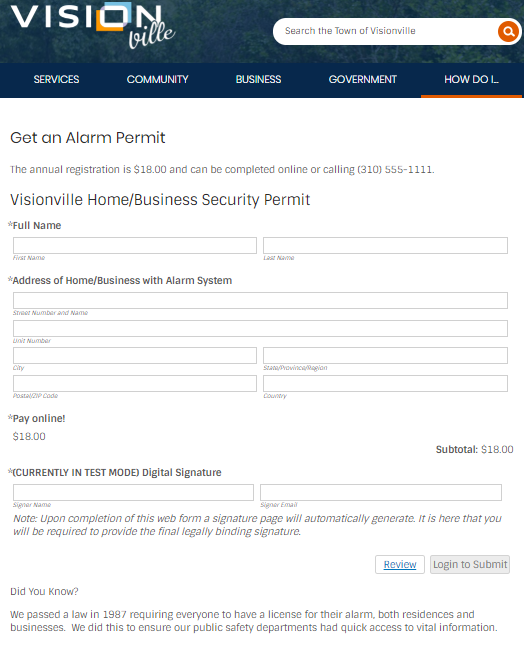 VISION
ville
Search the Town of Visionville
SERVICES
COMMUNITY
BUSINESS
GOVERNMENT
HOW DO I...
Get an Alarm Permit
The annual registration is $18.00 and can be completed online or calling (310) 555-1111.
Visionville Home/Business Security Permit
*Full Name
First Name
Last Name
*Address of Home/Business with Alarm System
Street Number and Name
Unit Number
City
State/Province/Region
Postal/ZIP Code
Country
*Pay online!
$18.00
Subtotal: $18.00
*(CURRENTLY IN TEST MODE) Digital Signature
Signer Name
Signer Email
Note: Upon completion of this web form a signature page will automatically generate. It is here that you
will be required to provide the final legally binding signature.
Review
Login to Submit
Did You Know?
We passed a law in 1987 requiring everyone to have a license for their alarm, both residences and
businesses. We did this to ensure our public safety departments had quick access to vital information.